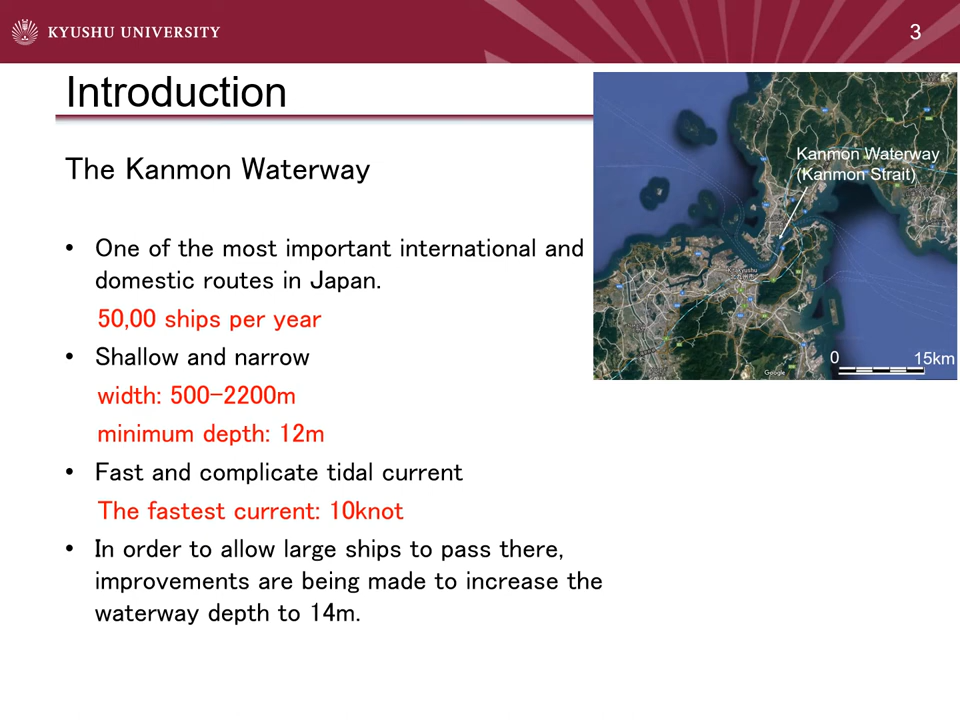 KYUSHU UNIVERSITY
3
Introduction
The Kanmon Waterway
• One of the most important international and
domestic routes in Japan.
50,00 ships per year
• Shallow and narrow
width: 500-2200m
minimum depth: 12m
• Fast and complicate tidal current
The fastest current: 10knot
• In order to allow large ships to pass there,
improvements are being made to increase the
waterway depth to 14m.
Kanmon Waterway
(Kanmon Strait)
0 15km
Google